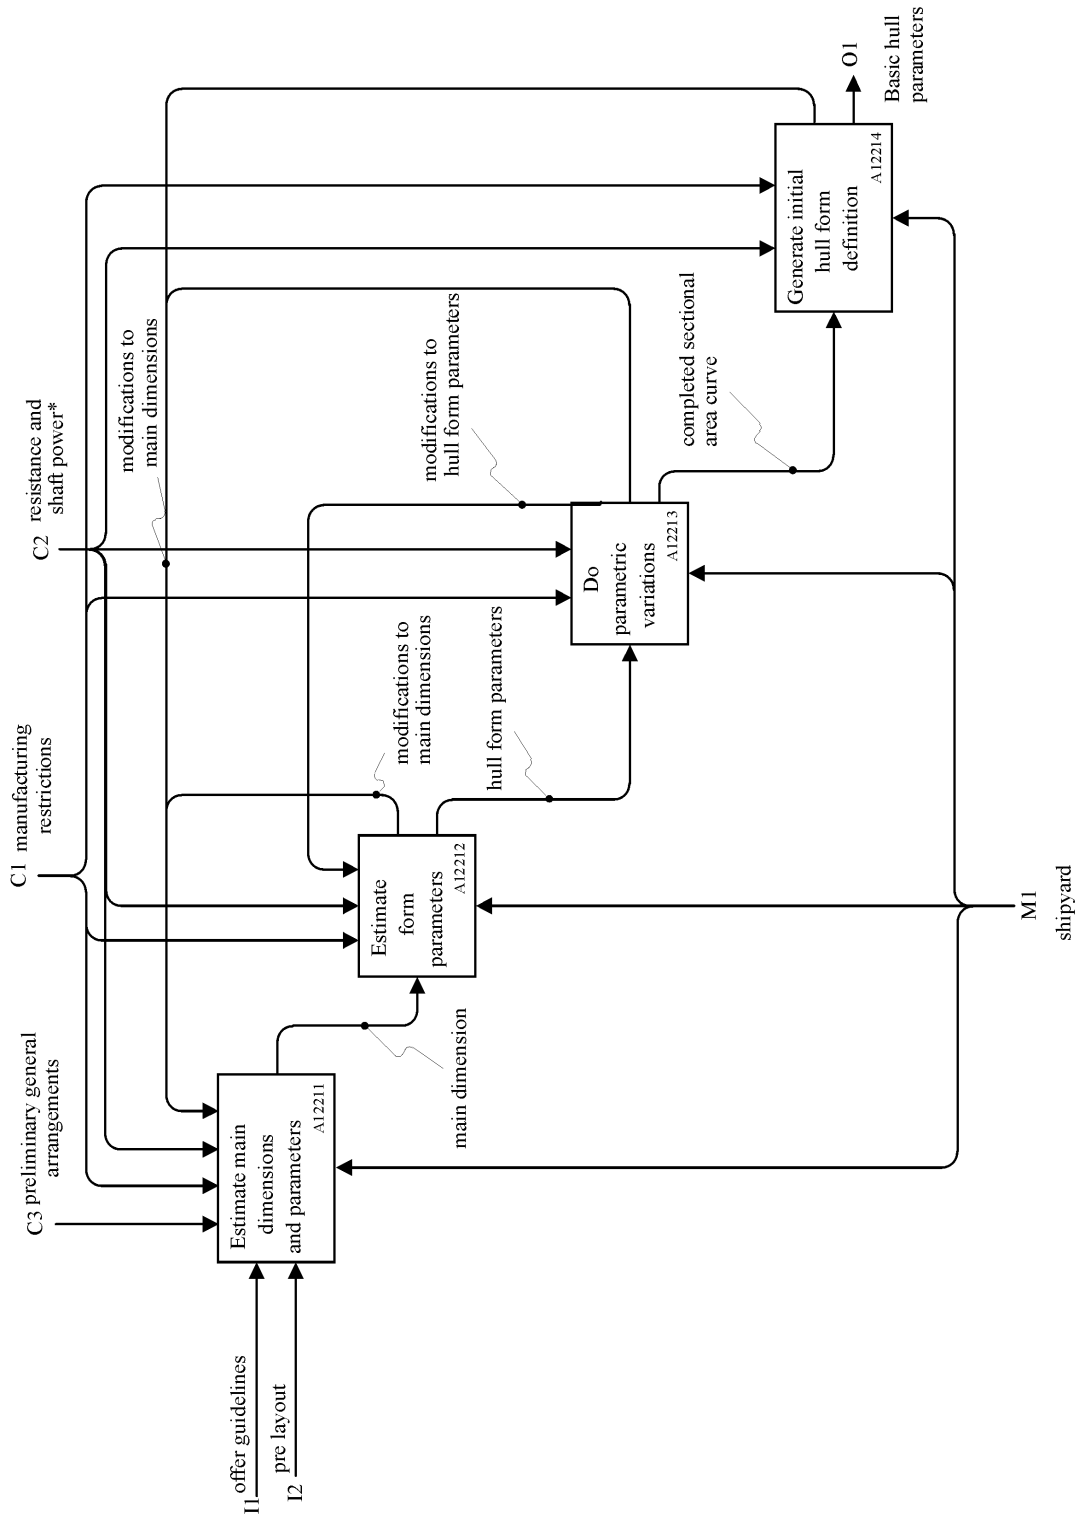 C1 manufacturing
restrictions
C2 resistance and
shaft power*
C3 preliminary general
arrangements
modifications to
main dimensions
I1 offer guidelines
I2 pre layout
Estimate main
dimensions
and parameters
A12211
main dimension
Estimate
form
parameters
A12212
modifications to
main dimensions
hull form parameters
modifications to
hull form parameters
Do
parametric
variations
A12213
completed sectional
area curve
Generate initial
hull form
definition
A12214
O1
Basic hull
parameters
M1
shipyard